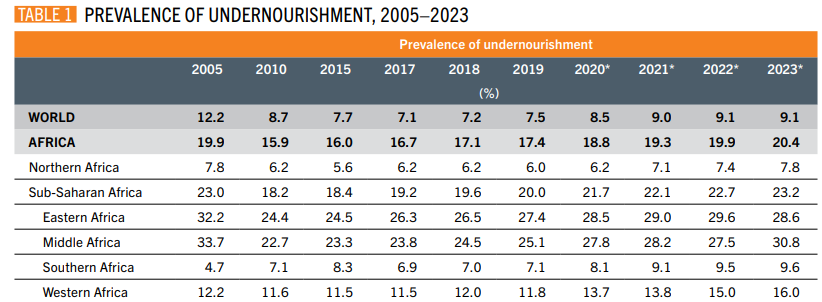 TABLE 1 PREVALENCE OF UNDERNOURISHMENT, 2005–2023
Prevalence of undernourishment
2005 2010 2015 2017 2018 2019 2020* 2021* 2022* 2023*
(%)
WORLD 12.2 8.7 7.7 7.1 7.2 7.5 8.5 9.0 9.1 9.1
AFRICA 19.9 15.9 16.0 16.7 17.1 17.4 18.8 19.3 19.9 20.4
Northern Africa 7.8 6.2 5.6 6.2 6.2 6.0 6.2 7.1 7.4 7.8
Sub-Saharan Africa 23.0 18.2 18.4 19.2 19.6 20.0 21.7 22.1 22.7 23.2
Eastern Africa 32.2 24.4 24.5 26.3 26.5 27.4 28.5 29.0 29.6 28.6
Middle Africa 33.7 22.7 23.3 23.8 24.5 25.1 27.8 28.2 27.5 30.8
Southern Africa 4.7 7.1 8.3 6.9 7.0 7.1 8.1 9.1 9.5 9.6
Western Africa 12.2 11.6 11.5 11.5 12.0 11.8 13.7 13.8 15.0 16.0